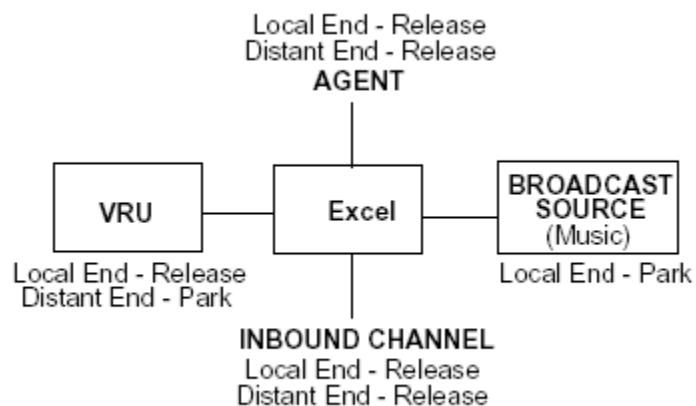 Local End - Release
Distant End - Release
AGENT
VRU
Local End - Release
Distant End - Park
Excel
BROADCAST
SOURCE
(Music)
Local End - Park
INBOUND CHANNEL
Local End - Release
Distant End - Release